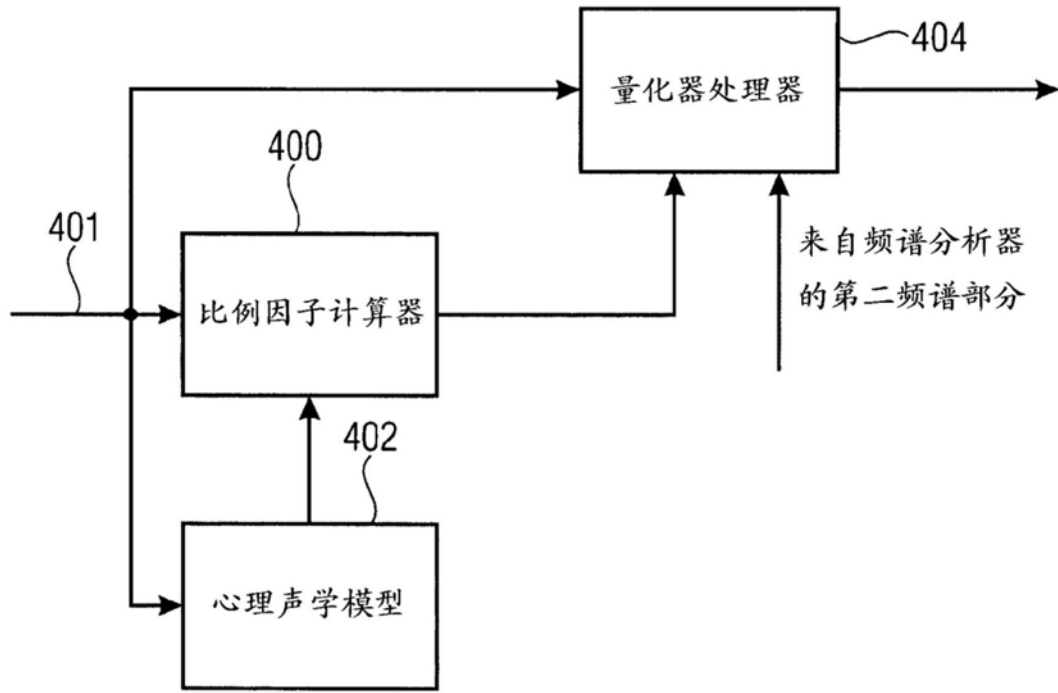 404
量化器处理器
400
401
来自频谱分析器
的第二频谱部分
比例因子计算器
402
心理声学模型